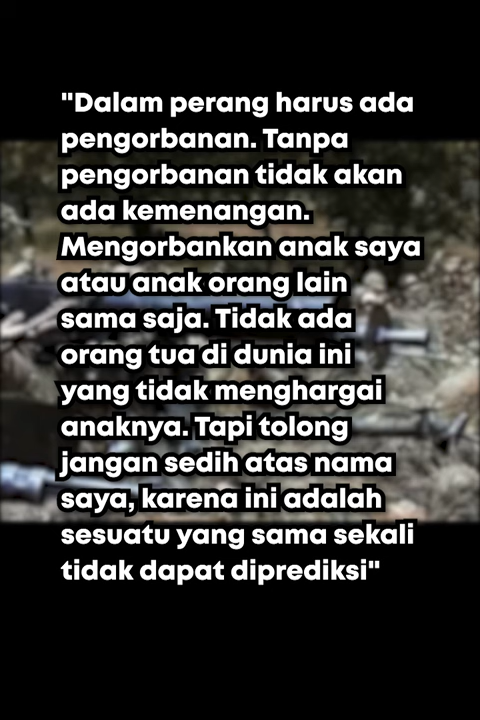 "Dalam perang harus ada
pengorbanan. Tanpa
pengorbanan tidak akan
ada kemenangan.
Mengorbankan anak saya
atau anak orang lain
sama saja. Tidak ada
orang tua di dunia ini
yang tidak menghargai
anaknya. Tapi tolong
jangan sedih atas nama
saya, karena ini adalah
sesuatu yang sama sekali
tidak dapat diprediksi"